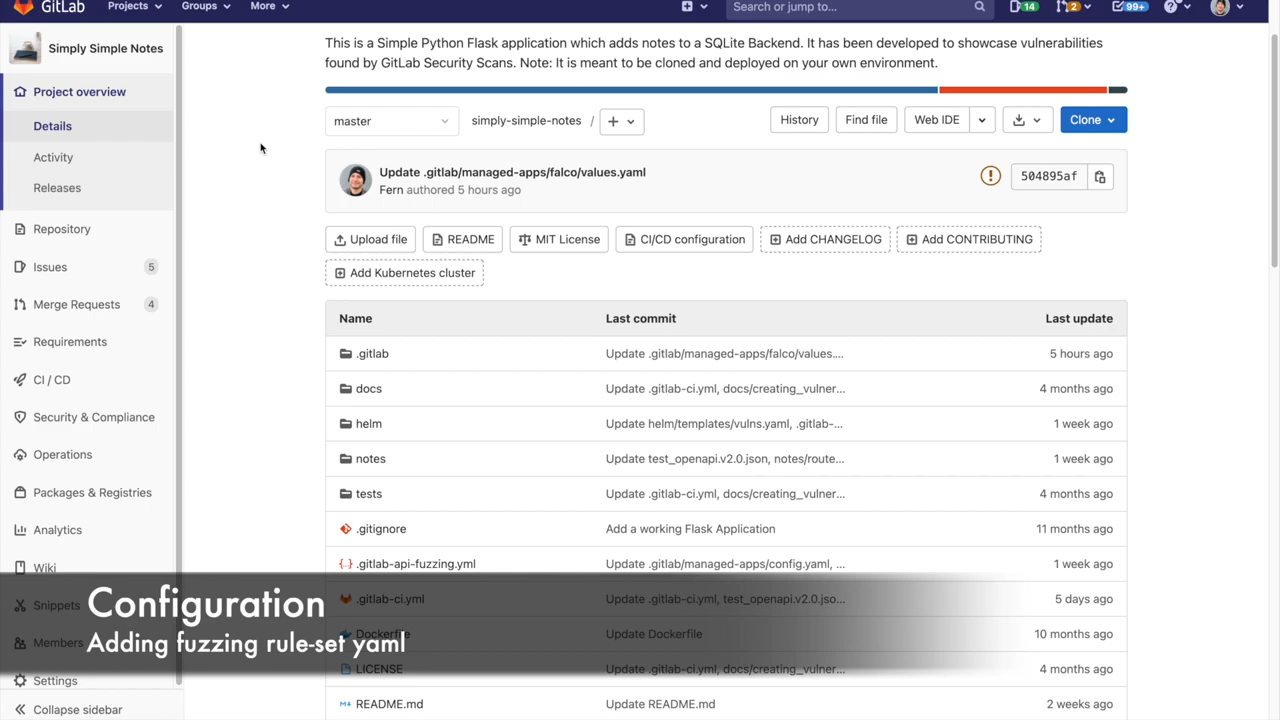 GitLab Projects Groups More Search or jump to... 14 2 99+
Simply Simple Notes
Project overview
Details
Activity
Releases
Repository
Issues 5
Merge Requests 4
Requirements
CI / CD
Security & Compliance
Operations
Packages & Registries
Analytics
Wiki
Snippets
Members
Settings
Collapse sidebar
This is a Simple Python Flask application which adds notes to a SQLite Backend. It has been developed to showcase vulnerabilities
found by GitLab Security Scans. Note: It is meant to be cloned and deployed on your own environment.
master simply-simple-notes / + History Find file Web IDE Clone
Update .gitlab/managed-apps/falco/values.yaml
Fern authored 5 hours ago
504895af
Upload file README MIT License CI/CD configuration Add CHANGELOG Add CONTRIBUTING
Add Kubernetes cluster
Name Last commit Last update
.gitlab Update .gitlab/managed-apps/falco/values.... 5 hours ago
docs Update .gitlab-ci.yml, docs/creating_vulner... 4 months ago
helm Update helm/templates/vulns.yaml, .gitlab-... 1 week ago
notes Update test_openapi.v2.0.json, notes/route... 1 week ago
tests Update .gitlab-ci.yml, docs/creating_vulner... 4 months ago
.gitignore Add a working Flask Application 11 months ago
.gitlab-api-fuzzing.yml Update .gitlab/managed-apps/config.yaml, ... 1 week ago
.gitlab-ci.yml Update .gitlab-ci.yml, test_openapi.v2.0.jso... 5 days ago
Dockerfile Update Dockerfile 10 months ago
LICENSE Update .gitlab-ci.yml, docs/creating_vulner... 4 months ago
README.md Update README.md 2 weeks ago
Configuration
Adding fuzzing rule-set yaml